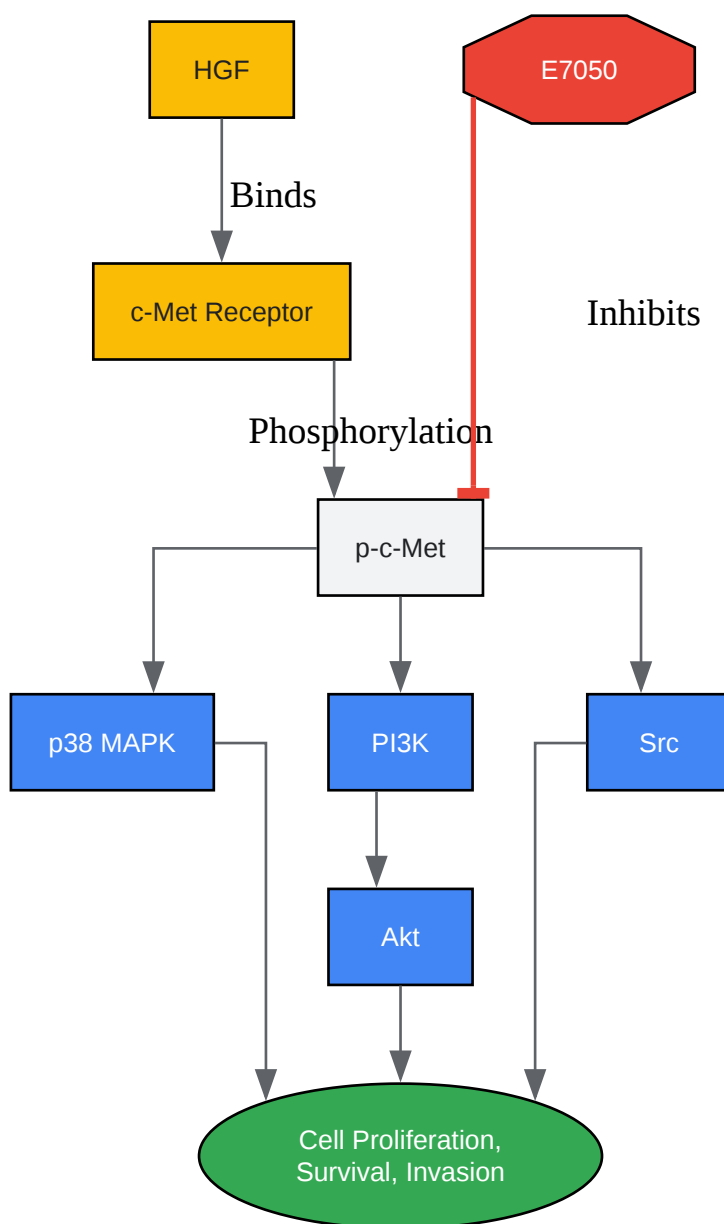 HGF
E7050
Binds
c-Met Receptor
Inhibits
Phosphorylation
p-c-Met
p38 MAPK
PI3K
Src
Akt
Cell Proliferation,
Survival, Invasion